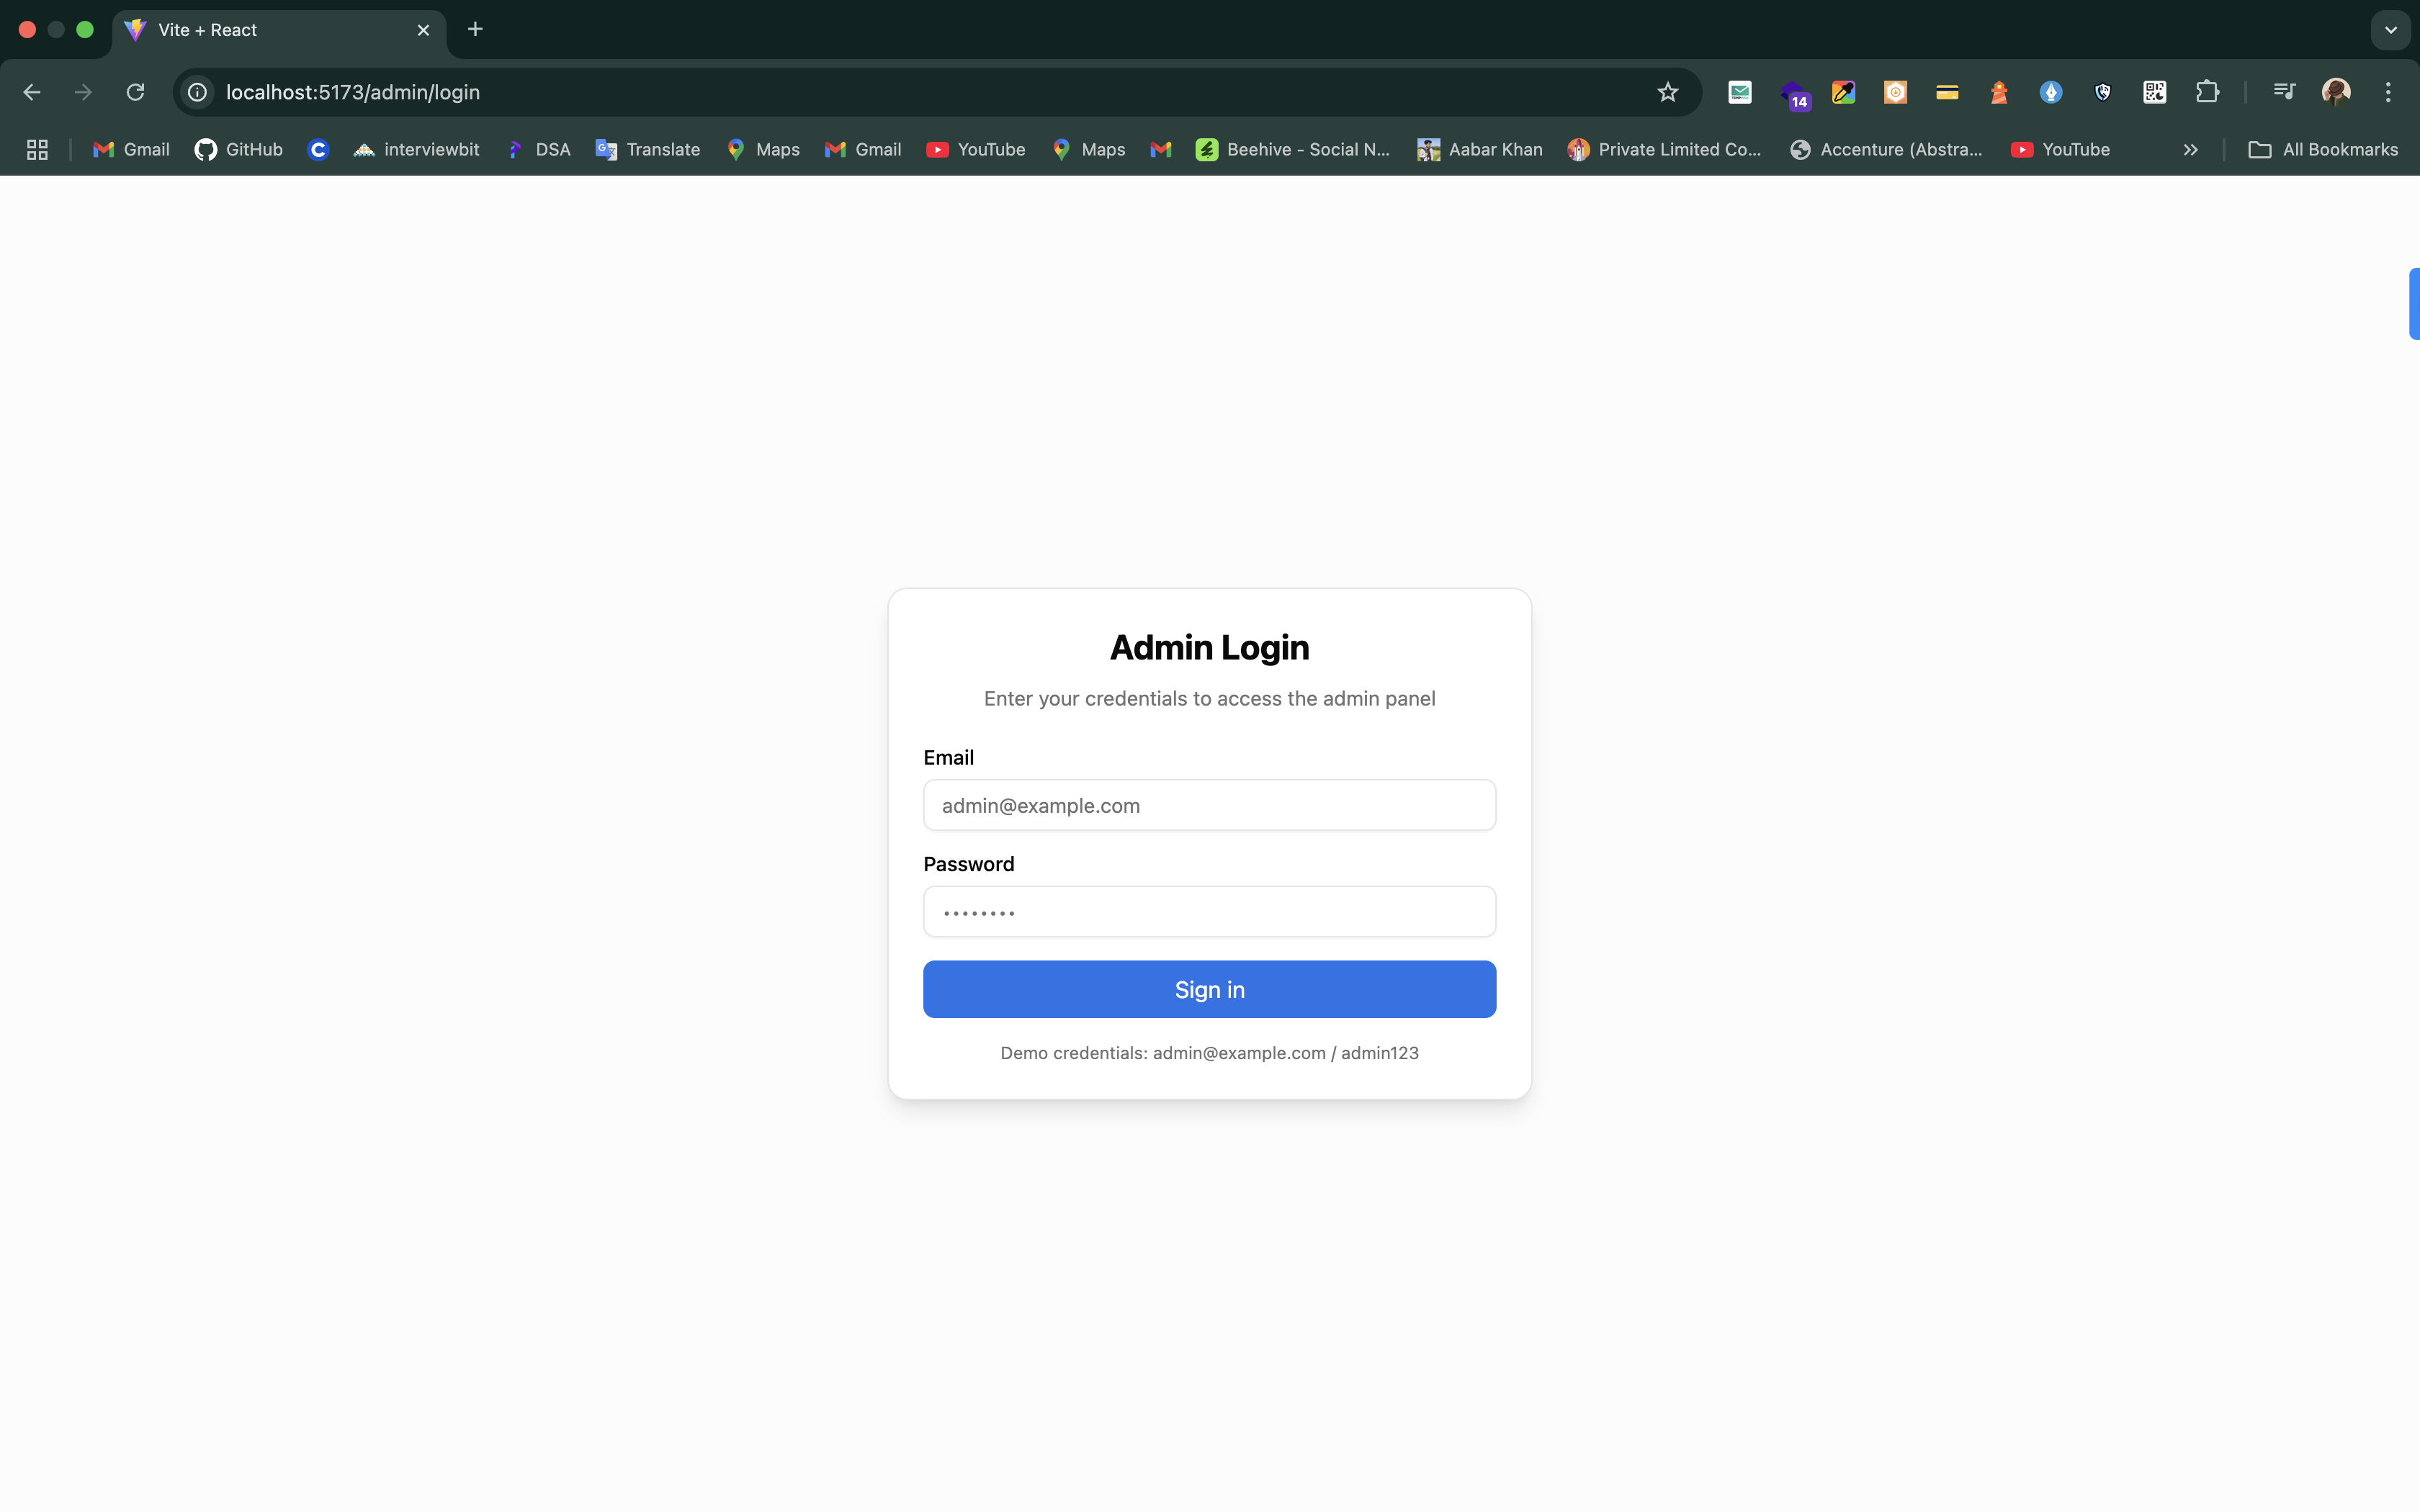 Vite + React
localhost:5173/admin/login
14
Gmail GitHub interviewbit DSA Translate Maps Gmail YouTube Maps Beehive - Social N... Aabar Khan Private Limited Co... Accenture (Abstra... YouTube All Bookmarks
Admin Login
Enter your credentials to access the admin panel
Email
admin@example.com
Password
••••••••
Sign in
Demo credentials: admin@example.com / admin123